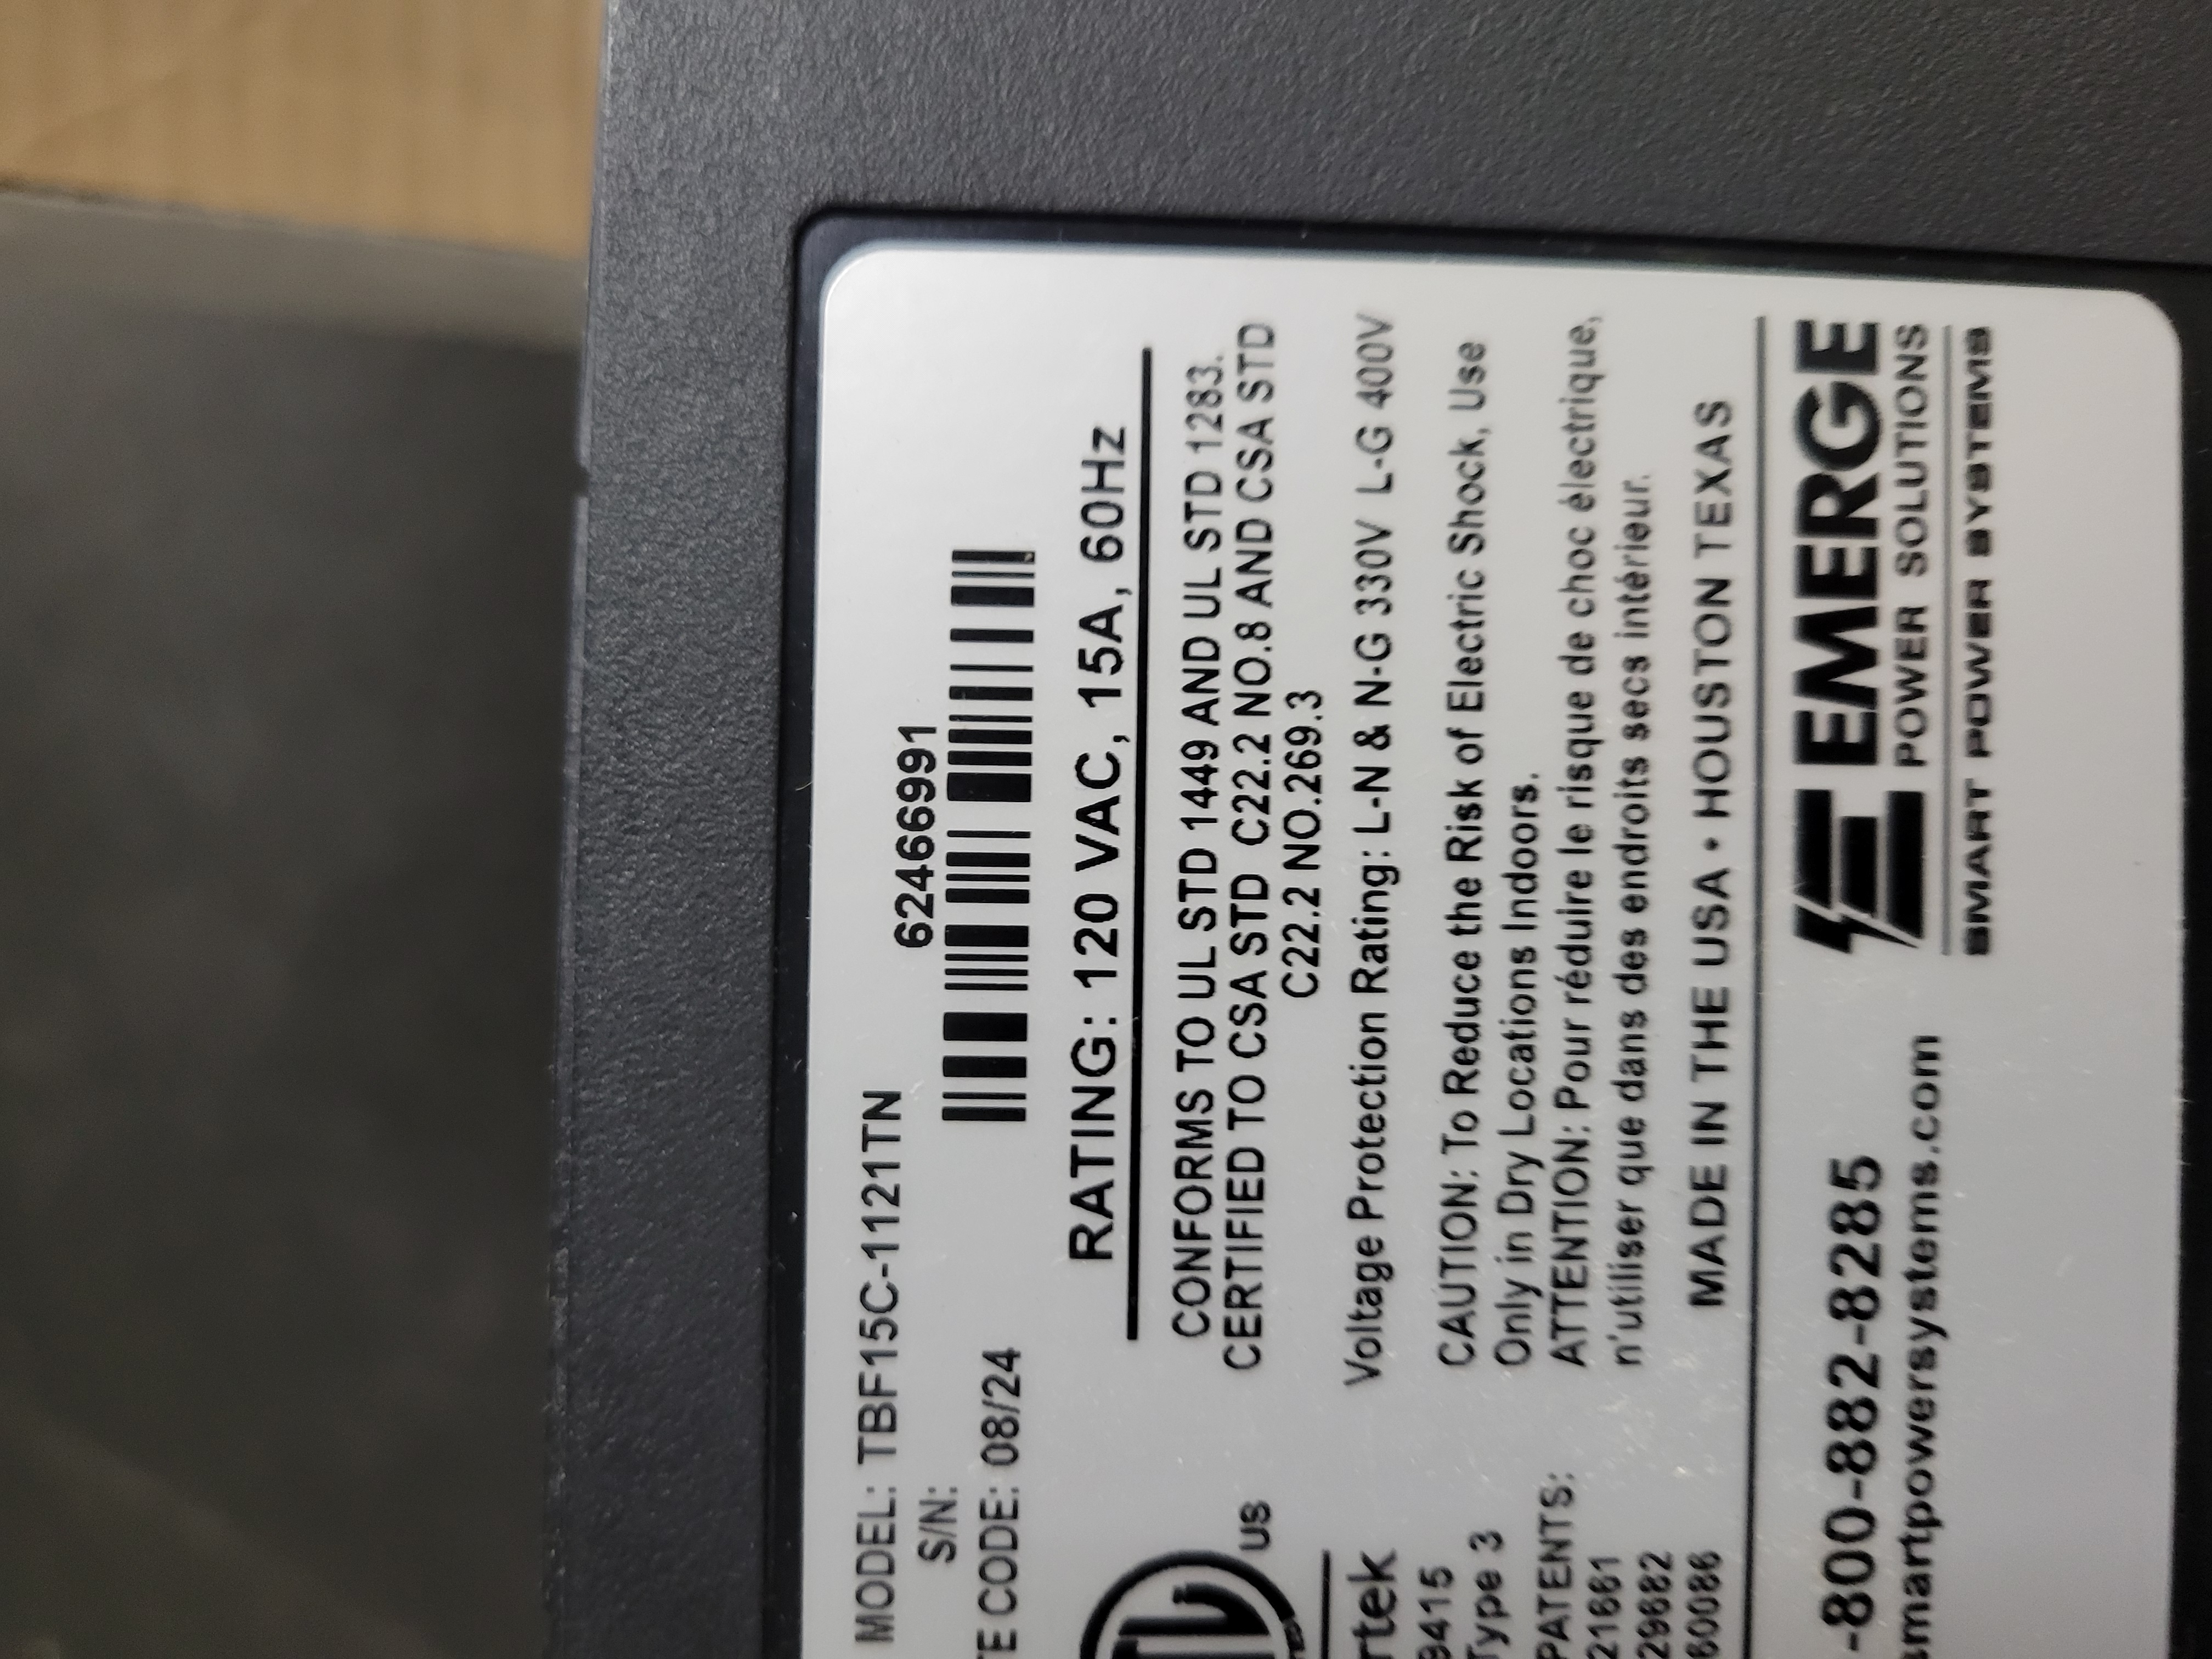 MODEL: TBF15C-1121TN
S/N: 62466991
TE CODE: 08/24
RATING: 120 VAC, 15A, 60Hz
US
CONFORMS TO UL STD 1449 AND UL STD 1283.
CERTIFIED TO CSA STD C22.2 NO.8 AND CSA STD
C22.2 NO.269.3
rtek
9415
Type 3
Voltage Protection Rating: L-N & N-G 330V L-G 400V
CAUTION: To Reduce the Risk of Electric Shock, Use
Only in Dry Locations Indoors.
ATTENTION: Pour réduire le risque de choc électrique,
n'utiliser que dans des endroits secs intérieur.
PATENTS:
21661
29682
60086
MADE IN THE USA • HOUSTON TEXAS
-800-882-8285
smartpowersystems.com
EMERGE
POWER SOLUTIONS
SMART POWER SYSTEMS